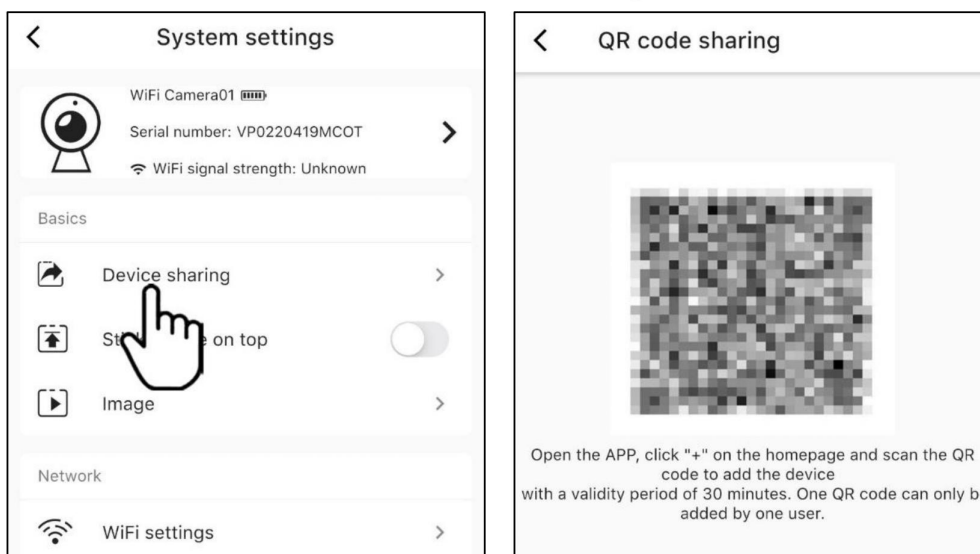 System settings
WiFi Camera01
Serial number: VP0220419MCOT
WiFi signal strength: Unknown
Basics
Device sharing
on top
Image
Network
WiFi settings
QR code sharing
Open the APP, click "+" on the homepage and scan the QR
code to add the device
with a validity period of 30 minutes. One QR code can only b
added by one user.